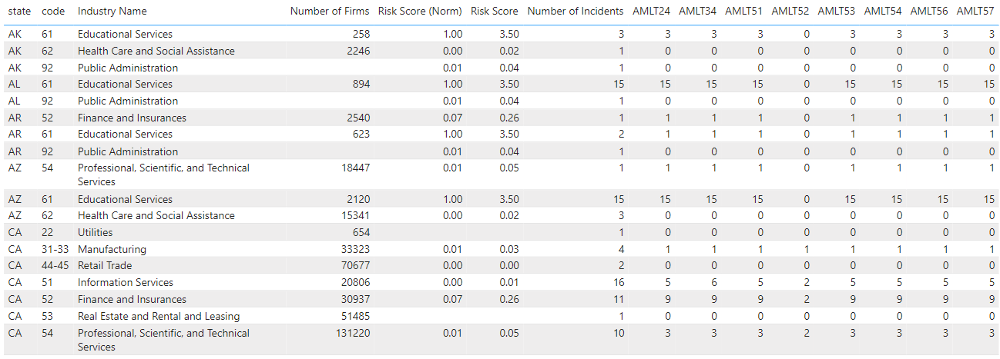 state code Industry Name Number of Firms Risk Score (Norm) Risk Score Number of Incidents AMLT24 AMLT34 AMLT51 AMLT52 AMLT53 AMLT54 AMLT56 AMLT57
AK 61 Educational Services 258 1.00 3.50 3 3 3 3 0 3 3 3 3
AK 62 Health Care and Social Assistance 2246 0.00 0.02 1 0 0 0 0 0 0 0 0
AK 92 Public Administration 0.01 0.04 1 0 0 0 0 0 0 0 0
AL 61 Educational Services 894 1.00 3.50 15 15 15 15 0 15 15 15 15
AL 92 Public Administration 0.01 0.04 1 0 0 0 0 0 0 0 0
AR 52 Finance and Insurances 2540 0.07 0.26 1 1 1 1 0 1 1 1 1
AR 61 Educational Services 623 1.00 3.50 2 1 1 1 0 1 1 1 1
AR 92 Public Administration 0.01 0.04 1 0 0 0 0 0 0 0 0
AZ 54 Professional, Scientific, and Technical 18447 0.01 0.05 1 1 1 1 0 1 1 1 1
Services
AZ 61 Educational Services 2120 1.00 3.50 15 15 15 15 0 15 15 15 15
AZ 62 Health Care and Social Assistance 15341 0.00 0.02 3 0 0 0 0 0 0 0 0
CA 22 Utilities 654 1 0 0 0 0 0 0 0 0
CA 31-33 Manufacturing 33323 0.01 0.03 4 1 1 1 1 1 1 1 1
CA 44-45 Retail Trade 70677 0.00 0.00 2 0 0 0 0 0 0 0 0
CA 51 Information Services 20806 0.00 0.01 16 5 6 5 2 5 5 5 5
CA 52 Finance and Insurances 30937 0.07 0.26 11 9 9 9 2 9 9 9 9
CA 53 Real Estate and Rental and Leasing 51485 1 0 0 0 0 0 0 0 0
CA 54 Professional, Scientific, and Technical 131220 0.01 0.05 10 3 3 3 2 3 3 3 3
Services